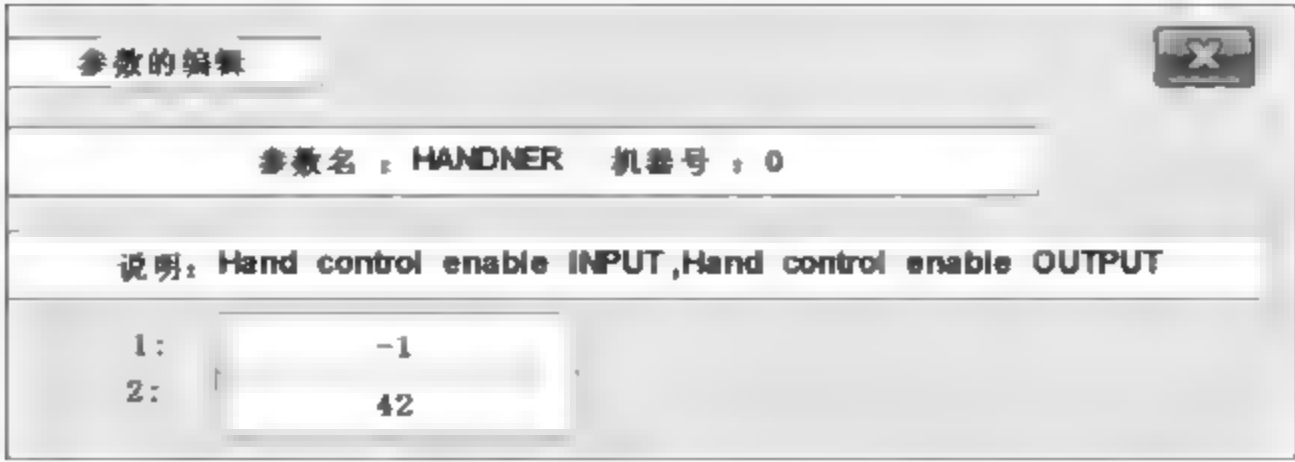 参数的编辑
X
参数名 : HANDNER 机器号 : 0
说明: Hand control enable INPUT,Hand control enable OUTPUT
1: -1
2: 42